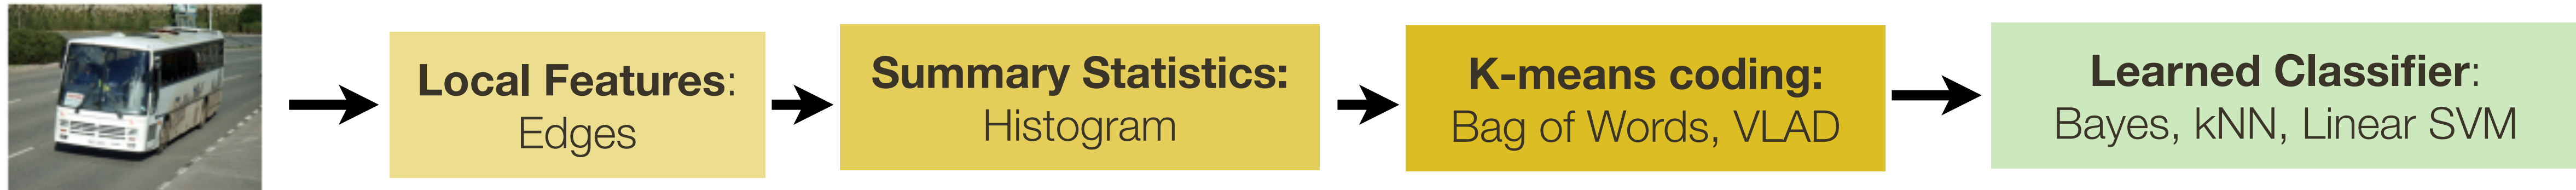 Local Features:
Edges
Summary Statistics:
Histogram
K-means coding:
Bag of Words, VLAD
Learned Classifier:
Bayes, kNN, Linear SVM